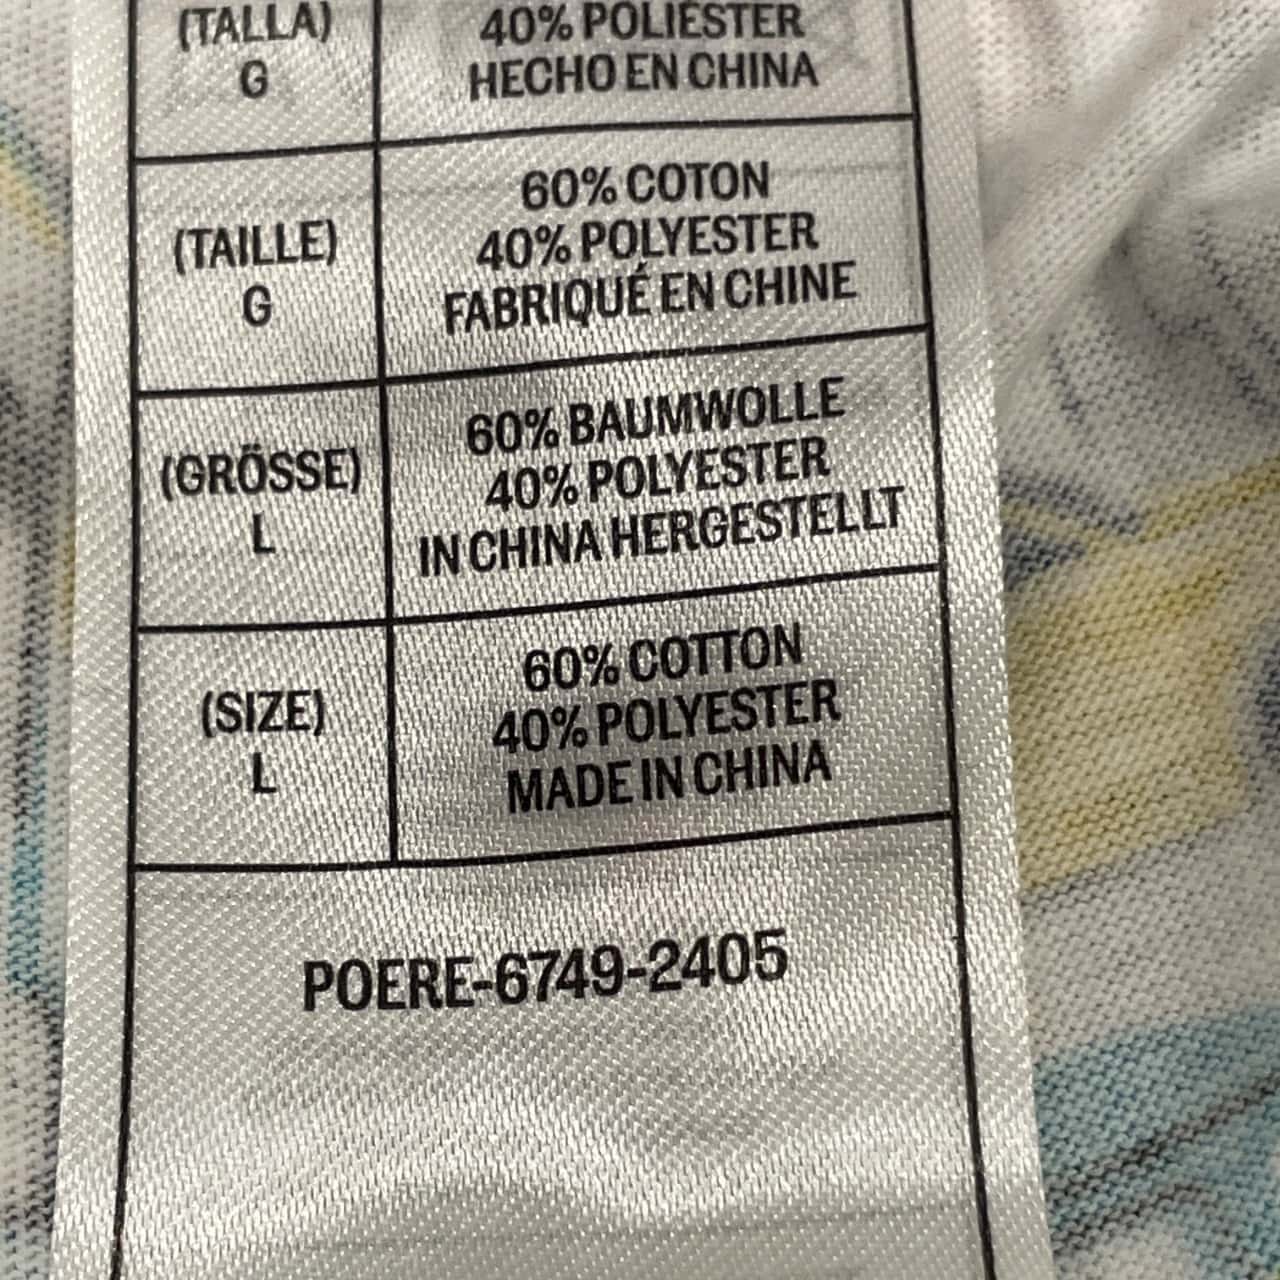 (TALLA)
G
40% POLIÉSTER
HECHO EN CHINA
(TAILLE)
G
60% COTON
40% POLYESTER
FABRIQUÉ EN CHINE
(GRÖSSE)
L
60% BAUMWOLLE
40% POLYESTER
IN CHINA HERGESTELLT
(SIZE)
L
60% COTTON
40% POLYESTER
MADE IN CHINA
POERE-6749-2405